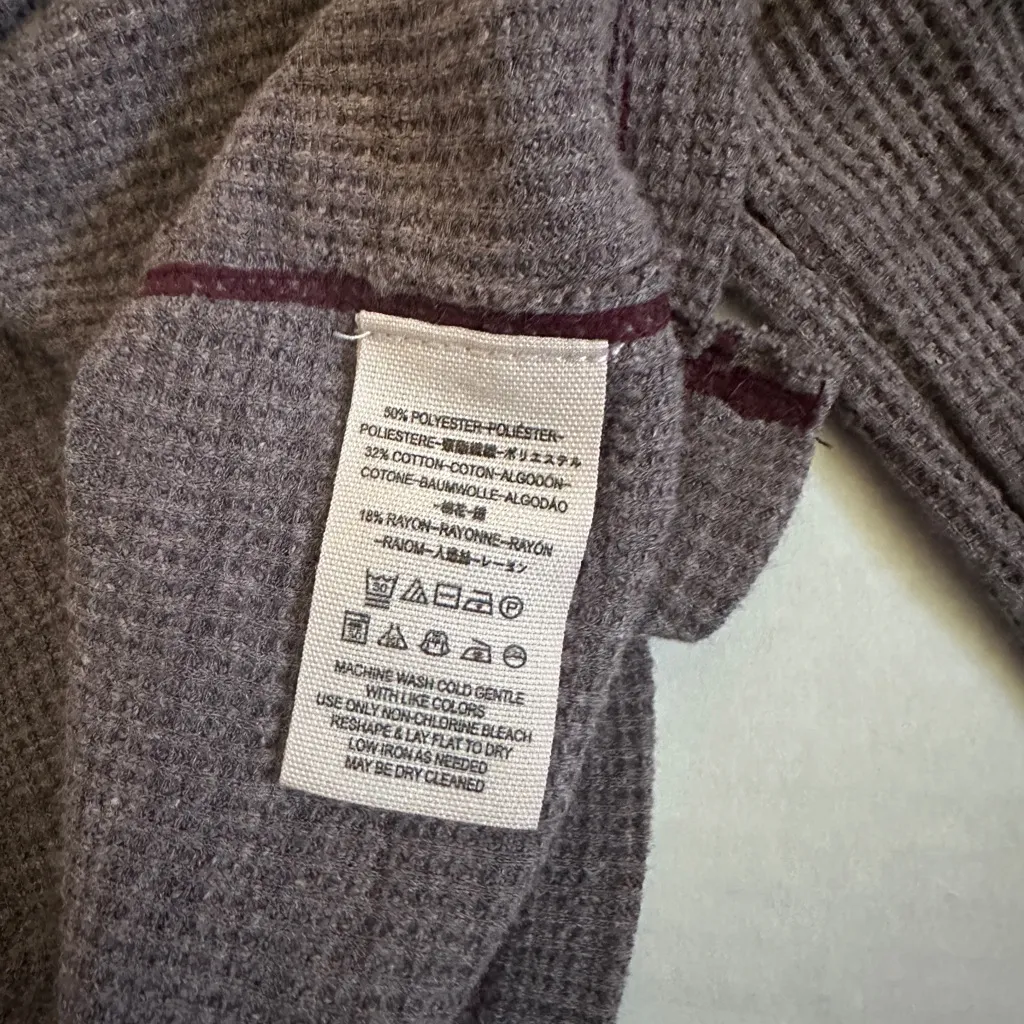 50% POLYESTER-POLIÉSTER-
POLIESTERE-聚酯纖維-ポリエステル
32% COTTON-COTON-ALGODÓN-
COTONE-BAUMWOLLE-ALGODÃO
-棉花-綿
18% RAYON-RAYONNE-RAYON
-RAIOM-人造絲-レーヨン
30 P
MACHINE WASH COLD GENTLE
WITH LIKE COLORS
USE ONLY NON-CHLORINE BLEACH
RESHAPE & LAY FLAT TO DRY
LOW IRON AS NEEDED
MAY BE DRY CLEANED